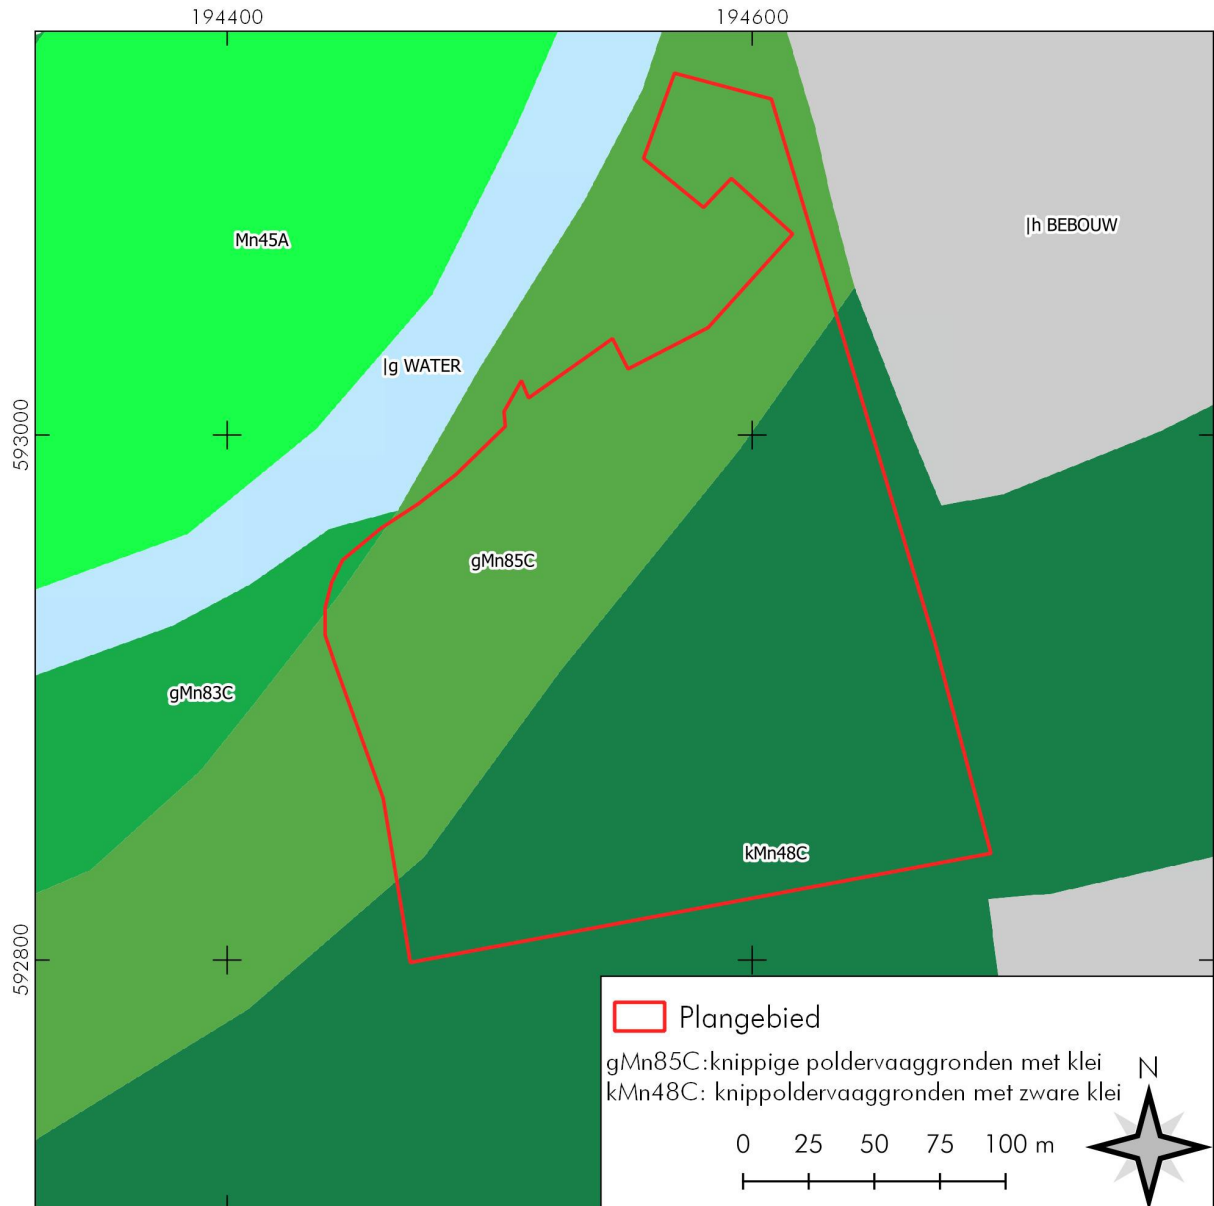 194400
194600
Mn45A
|h BEBOUW
|g WATER
593000
gMn85C
gMn83C
kMn48C
592800
Plangebied
gMn85C:knippige poldervaaggronden met klei
kMn48C: knippoldervaaggronden met zware klei
N
0 25 50 75 100 m